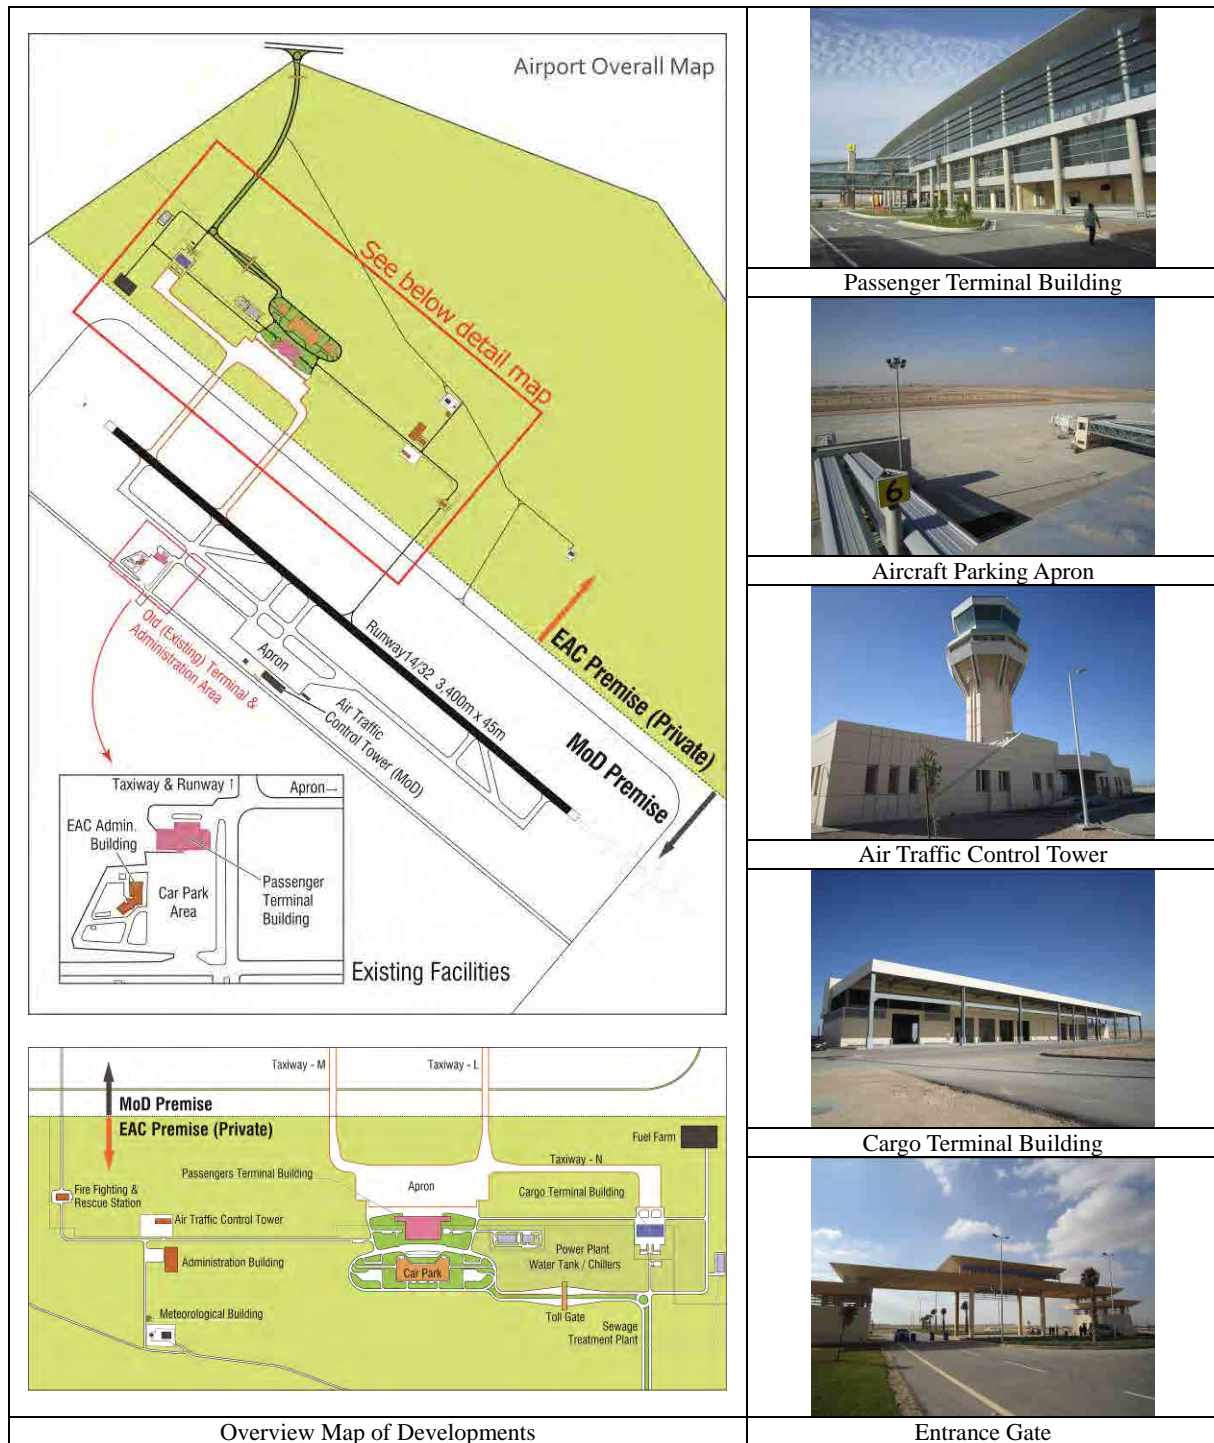 Airport Overall Map
See below detail map
Old (Existing) Terminal &
Administration Area
Apron
Air Traffic
Control Tower (MoD)
Runway14/32 3,400m x 45m
EAC Premise (Private)
MoD Premise
Taxiway & Runway ↑
Apron→
EAC Admin.
Building
Car Park
Area
Passenger
Terminal
Building
Existing Facilities
Taxiway - M
Taxiway - L
MoD Premise
EAC Premise (Private)
Fuel Farm
Passengers Terminal Building
Taxiway - N
Apron
Cargo Terminal Building
Fire Fighting &
Rescue Station
Air Traffic Control Tower
Administration Building
Power Plant
Water Tank / Chillers
Car Park
Meteorological Building
Toll Gate
Sewage
Treatment Plant
Overview Map of Developments
Passenger Terminal Building
6
Aircraft Parking Apron
Air Traffic Control Tower
Cargo Terminal Building
Entrance Gate